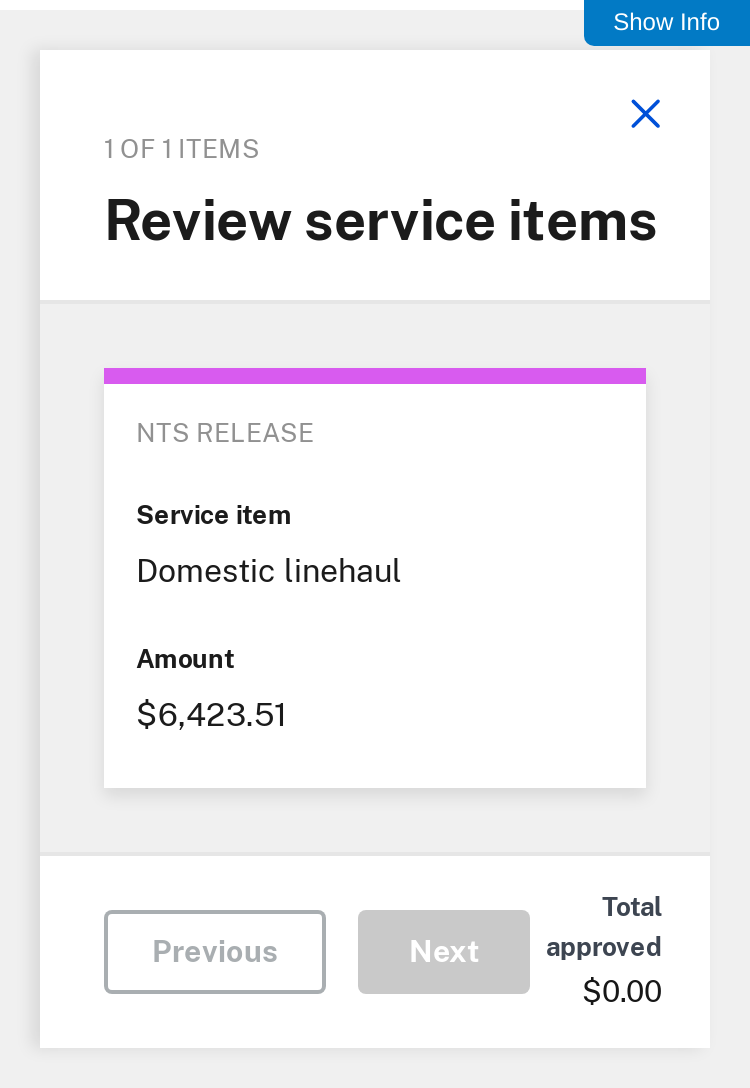 Show Info
1 OF 1 ITEMS
Review service items
NTS RELEASE
Service item
Domestic linehaul
Amount
$6,423.51
Previous
Next
Total
approved
$0.00